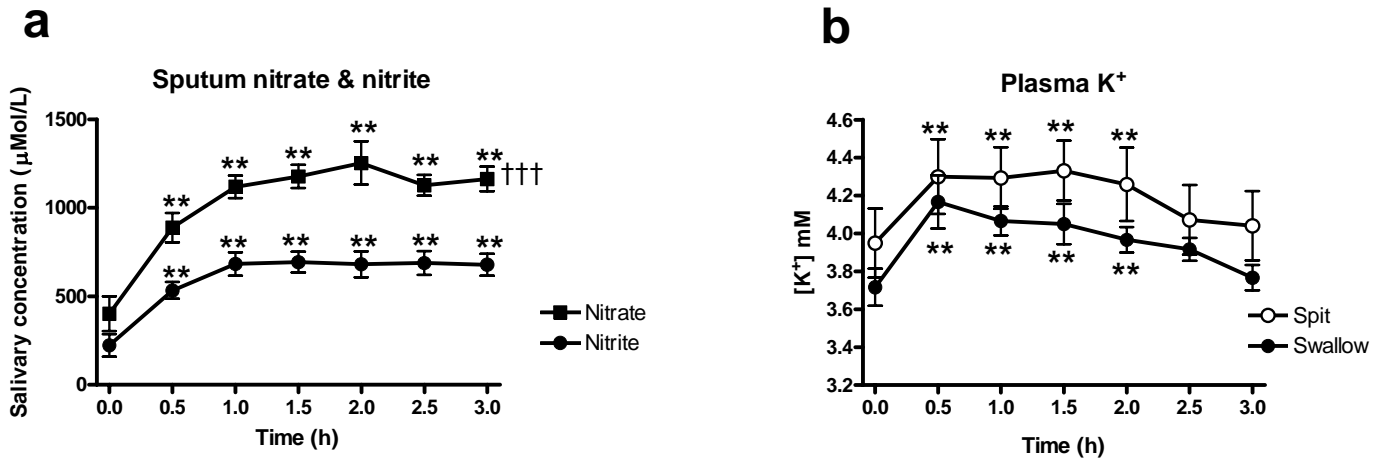 a
Sputum nitrate & nitrite
Salivary concentration (μMol/L)
1500
1000
500
0
** ** ** ** ** **
†††
** ** ** ** ** **
Nitrate
Nitrite
0.0 0.5 1.0 1.5 2.0 2.5 3.0
Time (h)
b
Plasma K⁺
[K⁺] mM
4.6
4.4
4.2
4.0
3.8
3.6
3.4
3.2
** ** ** **
** ** ** **
Spit
Swallow
0.0 0.5 1.0 1.5 2.0 2.5 3.0
Time (h)